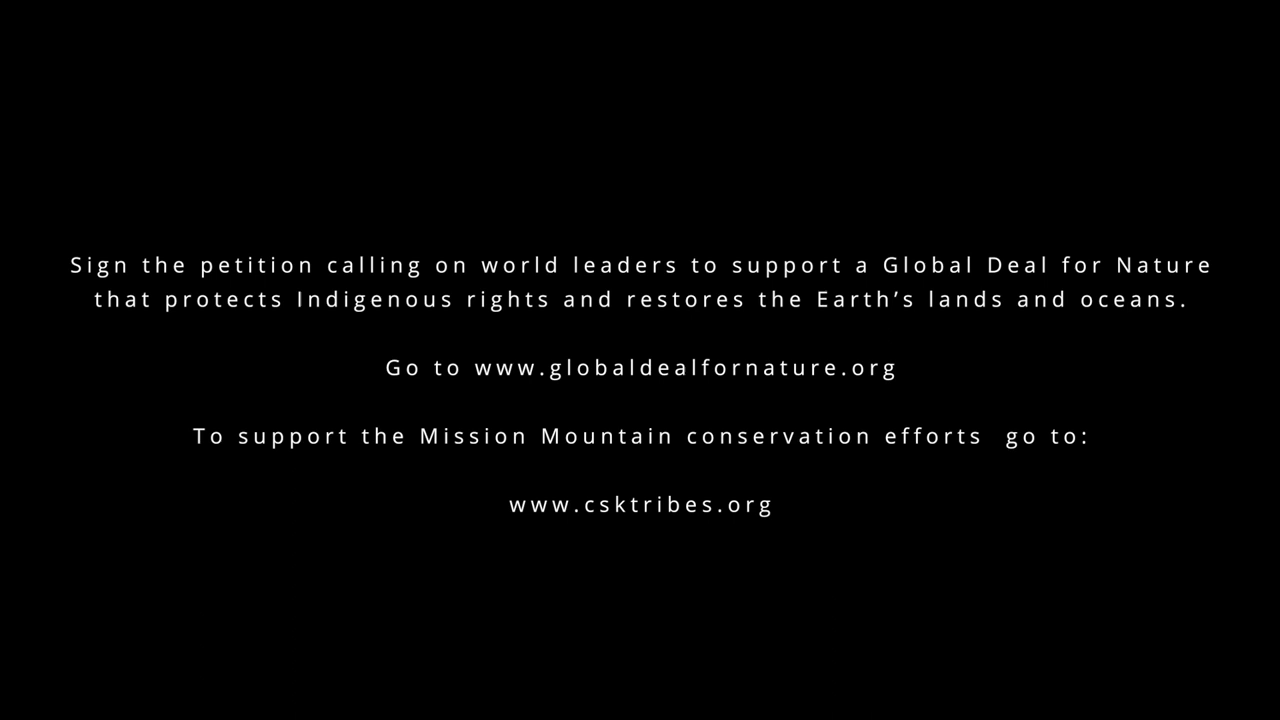 Sign the petition calling on world leaders to support a Global Deal for Nature
that protects Indigenous rights and restores the Earth’s lands and oceans.
Go to www.globaldealfornature.org
To support the Mission Mountain conservation efforts  go to:
www.csktribes.org